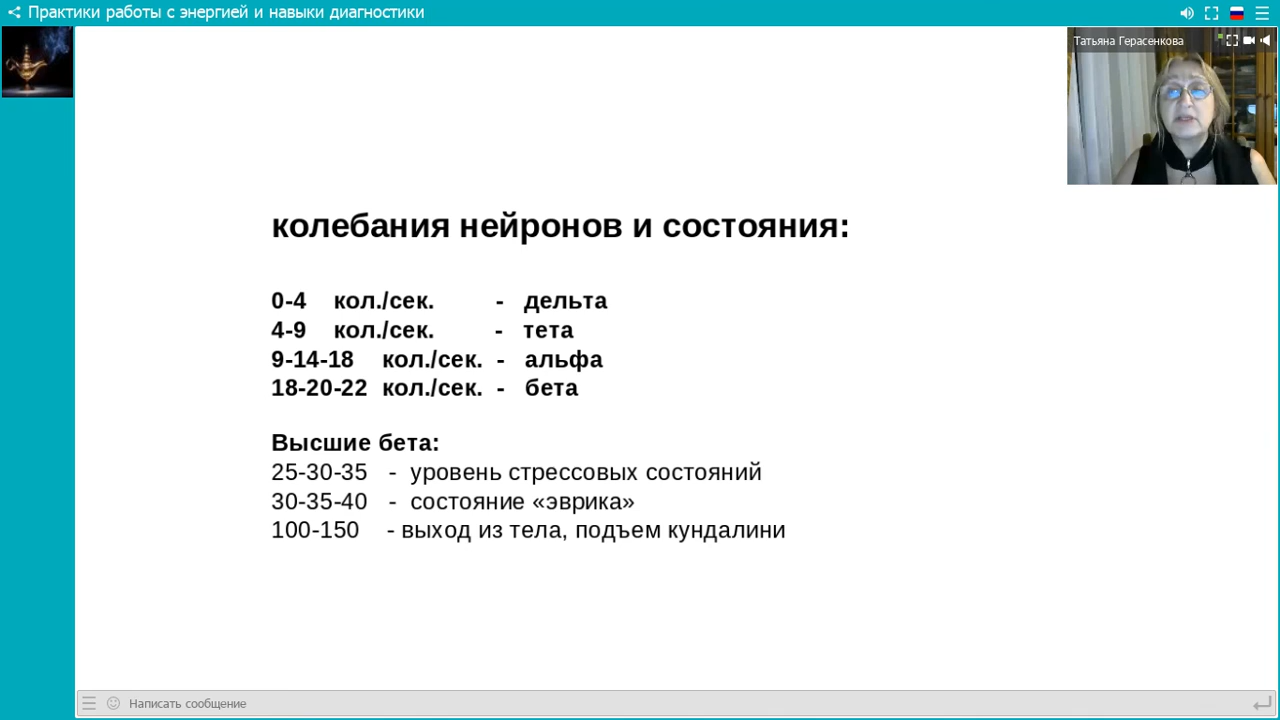 Практики работы с энергией и навыки диагностики
Татьяна Герасенкова
колебания нейронов и состояния:
0-4 кол./сек. - дельта
4-9 кол./сек. - тета
9-14-18 кол./сек. - альфа
18-20-22 кол./сек. - бета
Высшие бета:
25-30-35 - уровень стрессовых состояний
30-35-40 - состояние «эврика»
100-150 - выход из тела, подъем кундалини
Написать сообщение